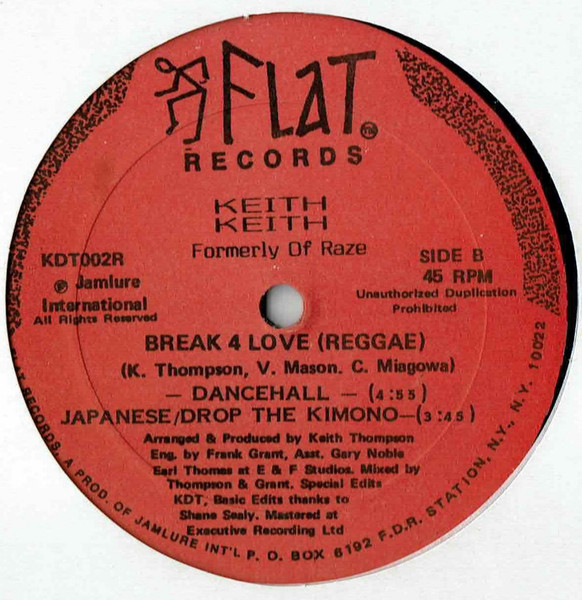 FLAT TM
RECORDS
KEITH
KEITH
Formerly Of Raze
KDT002R
℗ Jamlure
International
All Rights Reserved
SIDE B
45 RPM
Unauthorized Duplication
Prohibited
BREAK 4 LOVE (REGGAE)
(K. Thompson, V. Mason. C. Miagowa)
— DANCEHALL — (4:55)
JAPANESE/DROP THE KIMONO—(3:45)
Arranged & Produced by Keith Thompson
Eng. by Frank Grant, Asst. Gary Noble
Earl Thomas at E & F Studios. Mixed by
Thompson & Grant. Special Edits
KDT, Basic Edits thanks to
Shane Sealy. Mastered at
Executive Recording Ltd
FLAT RECORDS, A PROD. OF JAMLURE INT'L P. O. BOX 6192 F.D.R. STATION, N.Y., N.Y. 10022